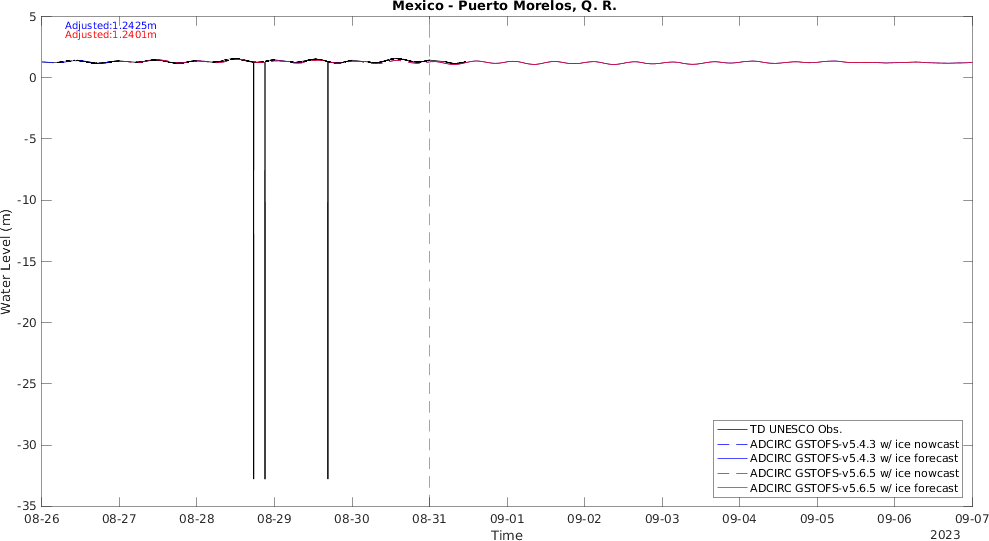 Mexico - Puerto Morelos, Q. R.
Adjusted:1.2425m
Adjusted:1.2401m
Water Level (m)
5
0
-5
-10
-15
-20
-25
-30
-35
TD UNESCO Obs.
ADCIRC GSTOFS-v5.4.3 w/ ice nowcast
ADCIRC GSTOFS-v5.4.3 w/ ice forecast
ADCIRC GSTOFS-v5.6.5 w/ ice nowcast
ADCIRC GSTOFS-v5.6.5 w/ ice forecast
08-26 08-27 08-28 08-29 08-30 08-31 09-01 09-02 09-03 09-04 09-05 09-06 09-07
Time
2023